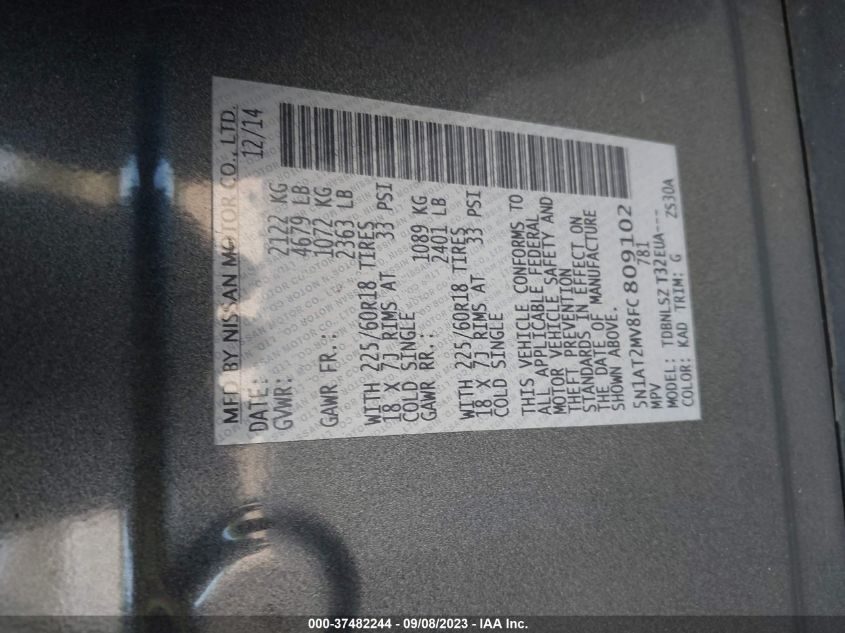 MFD BY NISSAN MOTOR CO., LTD.
DATE: 12/14
GVWR: 2122 KG
4679 LB
GAWR FR.: 1072 KG
2363 LB
WITH 225/60R18 TIRES
18 X 7J RIMS AT 33 PSI
COLD SINGLE
GAWR RR.: 1089 KG
2401 LB
WITH 225/60R18 TIRES
18 X 7J RIMS AT 33 PSI
COLD SINGLE
THIS VEHICLE CONFORMS TO
ALL APPLICABLE FEDERAL
MOTOR VEHICLE SAFETY AND
THEFT PREVENTION
STANDARDS IN EFFECT ON
THE DATE OF MANUFACTURE
SHOWN ABOVE.
5N1AT2MV8FC809102
MPV 781
MODEL: TDBNLSZ T32EUA---
COLOR: KAD TRIM: G ZS30A
000-37482244 - 09/08/2023 - IAA Inc.